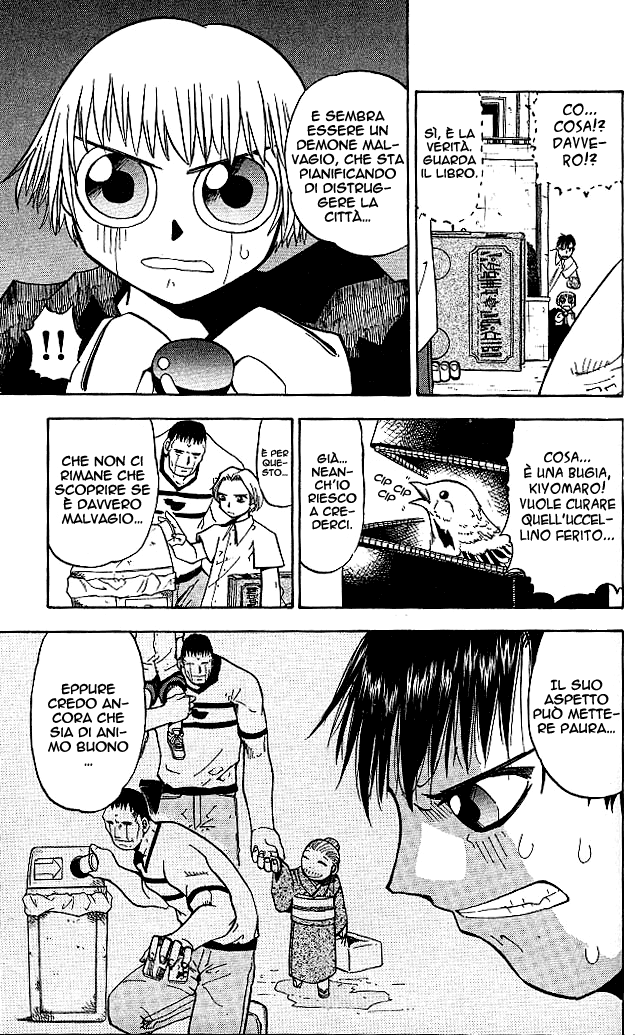 CO...
COSA!?
DAVVE-
RO!?
SÌ, È LA
VERITÀ.
GUARDA
IL LIBRO.
E SEMBRA
ESSERE UN
DEMONE MAL-
VAGIO, CHE STA
PIANIFICANDO
DI DISTRUG-
GERE LA
CITTÀ...
!!
COSA...
È UNA BUGIA,
KIYOMARO!
VUOLE CURARE
QUELL'UCCEL-
LINO FERITO...
CIP CIP
CIP CIP
GIÀ...
NEAN-
CH'IO
RIESCO
A CRE-
DERCI.
È PER
QUE-
STO...
CHE NON CI
RIMANE CHE
SCOPRIRE SE
È DAVVERO
MALVAGIO...
IL SUO
ASPETTO
PUÒ METTE-
RE PAURA...
EPPURE
CREDO AN-
CORA CHE
SIA DI ANI-
MO BUONO
...